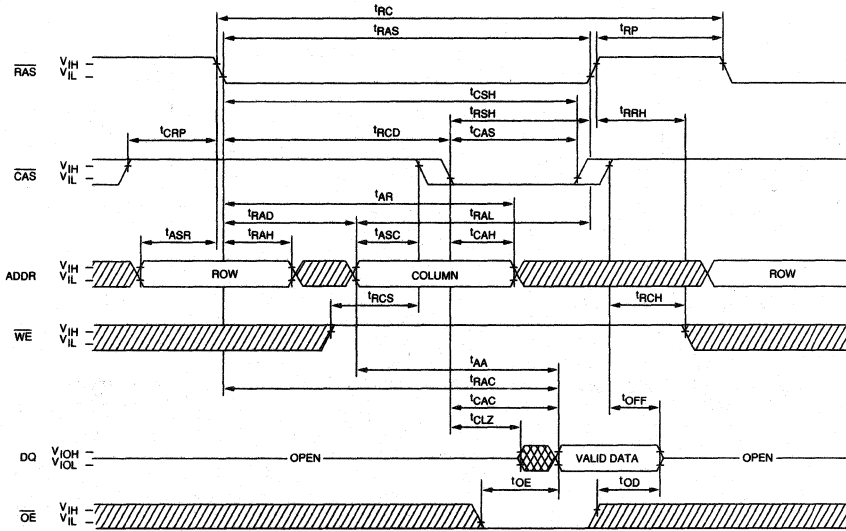 tRC
tRAS
tRP
RAS
VIH
VIL
tCSH
tRSH
tRRH
tCRP
tRCD
tCAS
CAS
VIH
VIL
tAR
tRAD
tRAL
tASR
tRAH
tASC
tCAH
ADDR
VIH
VIL
ROW
COLUMN
ROW
tRCS
tRCH
WE
VIH
VIL
tAA
tRAC
tCAC
tOFF
tCLZ
DQ
VIOH
VIOL
OPEN
VALID DATA
OPEN
tOE
tOD
OE
VIH
VIL